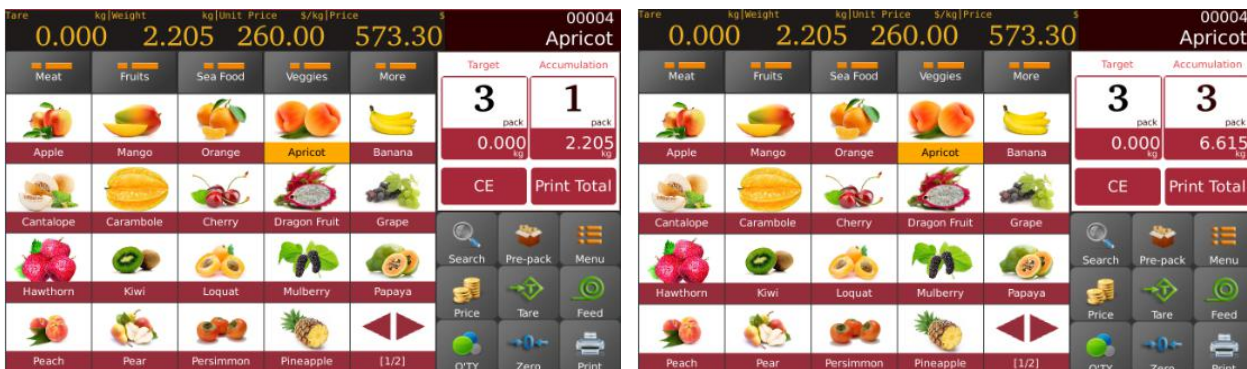 Tare kg|Weight kg|Unit Price $/kg|Price $
0.000 2.205 260.00 573.30
00004
Apricot
Meat Fruits Sea Food Veggies More
Target Accumulation
3 1
pack pack
0.000 2.205
kg kg
Apple Mango Orange Apricot Banana
CE Print Total
Cantalope Carambole Cherry Dragon Fruit Grape
Search Pre-pack Menu
Hawthorn Kiwi Loquat Mulberry Papaya
Price Tare Feed
Peach Pear Persimmon Pineapple [1/2]
Q'TY Zero Print
Tare kg|Weight kg|Unit Price $/kg|Price $
0.000 2.205 260.00 573.30
00004
Apricot
Meat Fruits Sea Food Veggies More
Target Accumulation
3 3
pack pack
0.000 6.615
kg kg
Apple Mango Orange Apricot Banana
CE Print Total
Cantalope Carambole Cherry Dragon Fruit Grape
Search Pre-pack Menu
Hawthorn Kiwi Loquat Mulberry Papaya
Price Tare Feed
Peach Pear Persimmon Pineapple [1/2]
Q'TY Zero Print